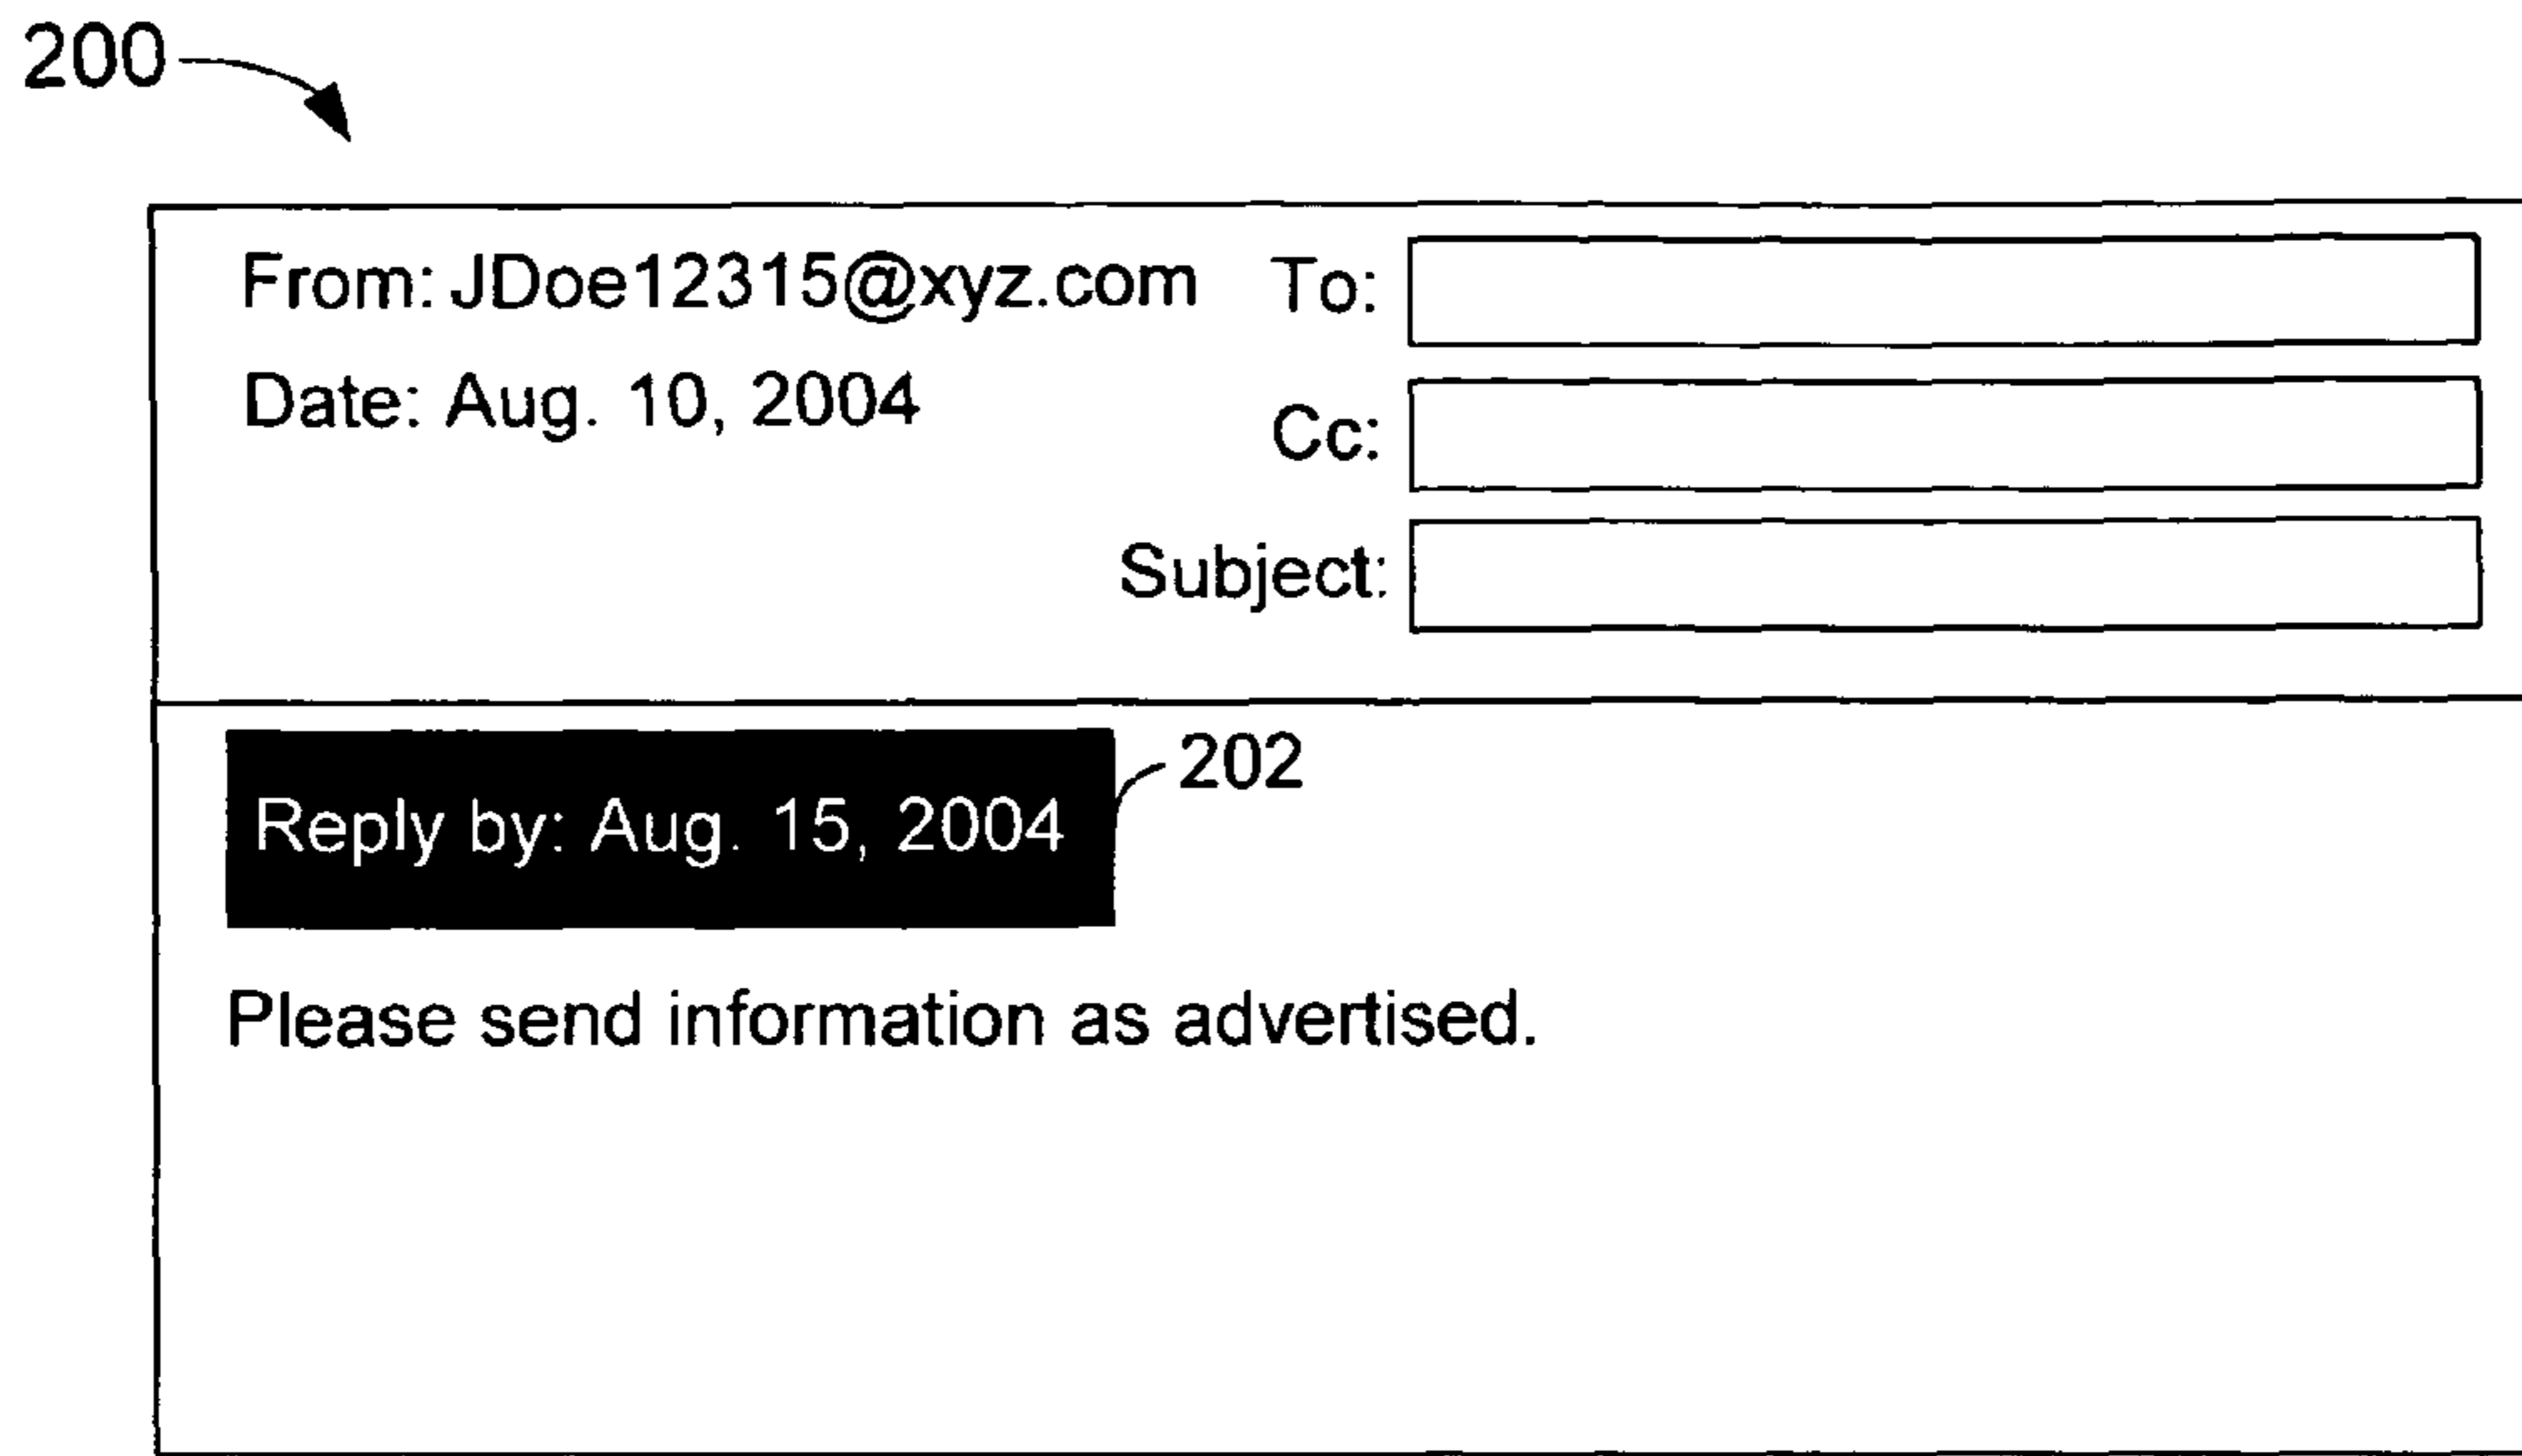 200
From: JDoe12315@xyz.com To:
Date: Aug. 10, 2004 Cc:
Subject:
202
Reply by: Aug. 15, 2004
Please send information as advertised.